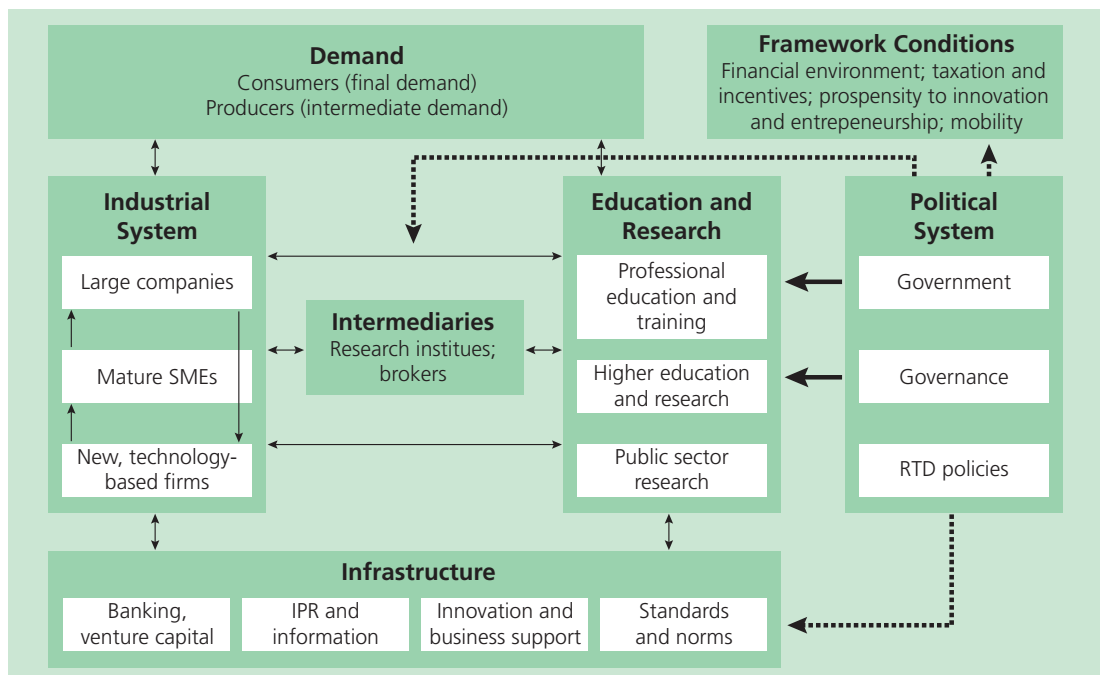 Demand
Consumers (final demand)
Producers (intermediate demand)
Framework Conditions
Financial environment; taxation and
incentives; prospensity to innovation
and entrepeneurship; mobility
Industrial
System
Large companies
Mature SMEs
New, technology-
based firms
Intermediaries
Research institues;
brokers
Education and
Research
Professional
education and
training
Higher education
and research
Public sector
research
Political
System
Government
Governance
RTD policies
Infrastructure
Banking,
venture capital
IPR and
information
Innovation and
business support
Standards
and norms